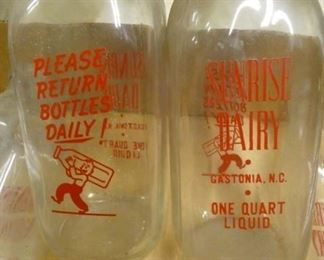 PLEASE
RETURN
BOTTLES
DAILY!
SUNRISE
DAIRY
GASTONIA, N.C.
ONE QUART
LIQUID